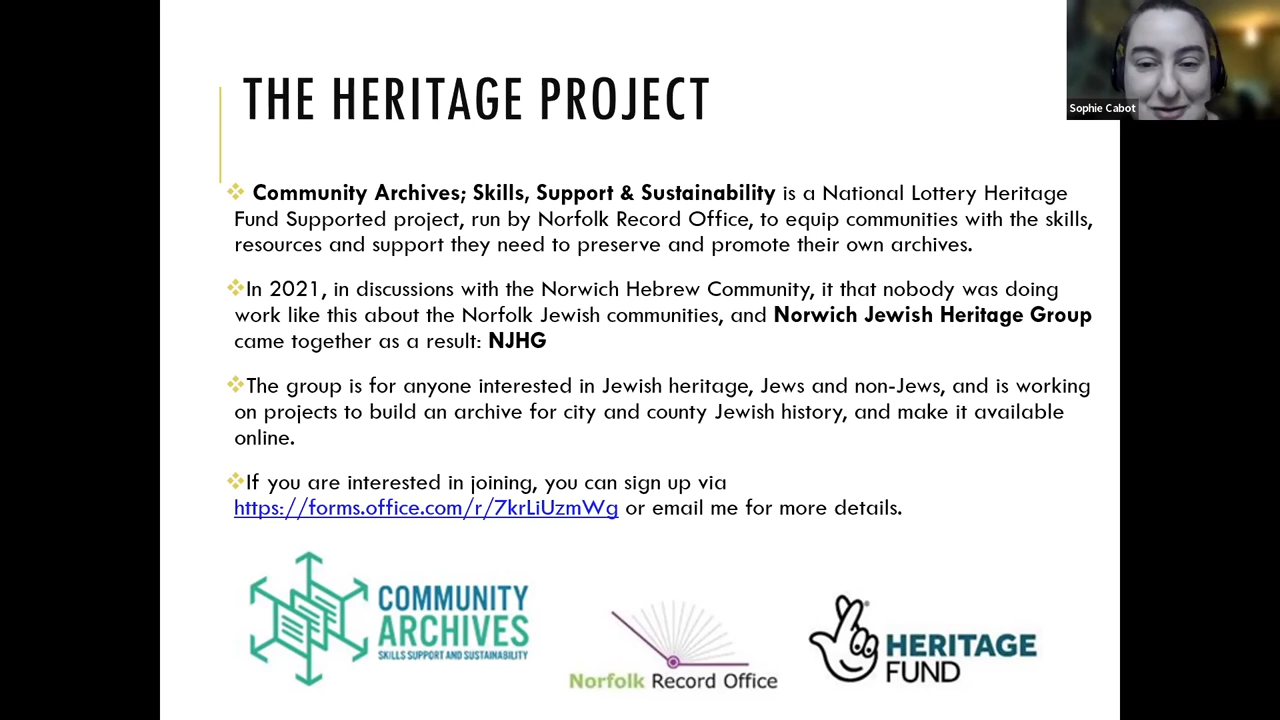 THE HERITAGE PROJECT
Sophie Cabot
Community Archives; Skills, Support & Sustainability is a National Lottery Heritage
Fund Supported project, run by Norfolk Record Office, to equip communities with the skills,
resources and support they need to preserve and promote their own archives.
In 2021, in discussions with the Norwich Hebrew Community, it that nobody was doing
work like this about the Norfolk Jewish communities, and Norwich Jewish Heritage Group
came together as a result: NJHG
The group is for anyone interested in Jewish heritage, Jews and non-Jews, and is working
on projects to build an archive for city and county Jewish history, and make it available
online.
If you are interested in joining, you can sign up via
https://forms.office.com/r/7krLiUzmWg or email me for more details.
COMMUNITY
ARCHIVES
SKILLS SUPPORT AND SUSTAINABILITY
Norfolk Record Office
HERITAGE
FUND